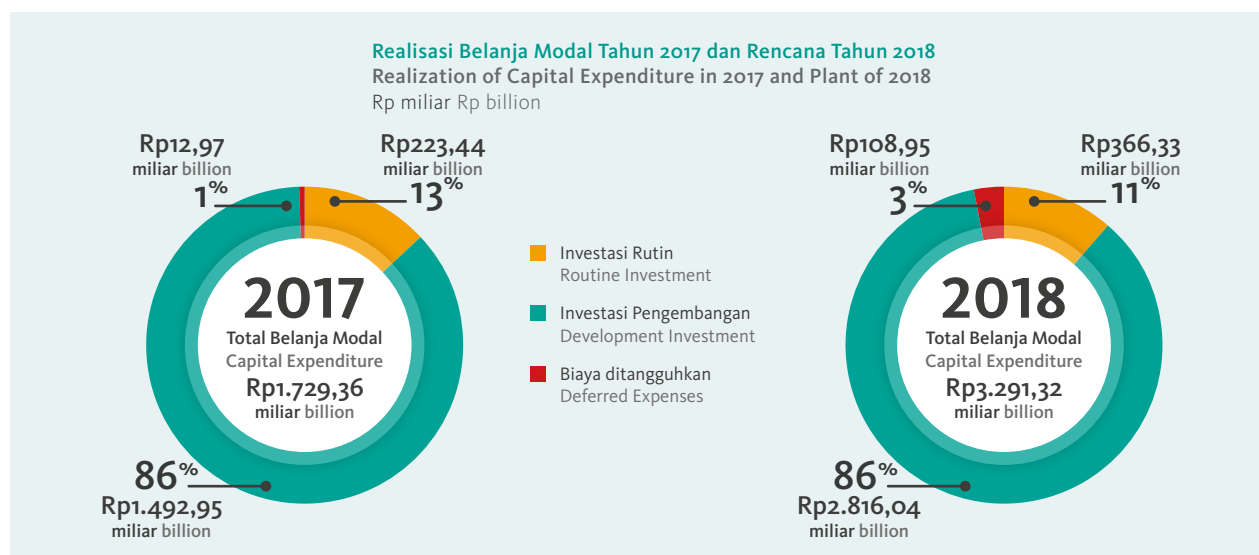 Realisasi Belanja Modal Tahun 2017 dan Rencana Tahun 2018
Realization of Capital Expenditure in 2017 and Plant of 2018
Rp miliar Rp billion
Rp12,97
miliar billion
1%
Rp223,44
miliar billion
13%
2017
Total Belanja Modal
Capital Expenditure
Rp1.729,36
miliar billion
86%
Rp1.492,95
miliar billion
Investasi Rutin
Routine Investment
Investasi Pengembangan
Development Investment
Biaya ditangguhkan
Deferred Expenses
Rp108,95
miliar billion
3%
Rp366,33
miliar billion
11%
2018
Total Belanja Modal
Capital Expenditure
Rp3.291,32
miliar billion
86%
Rp2.816,04
miliar billion